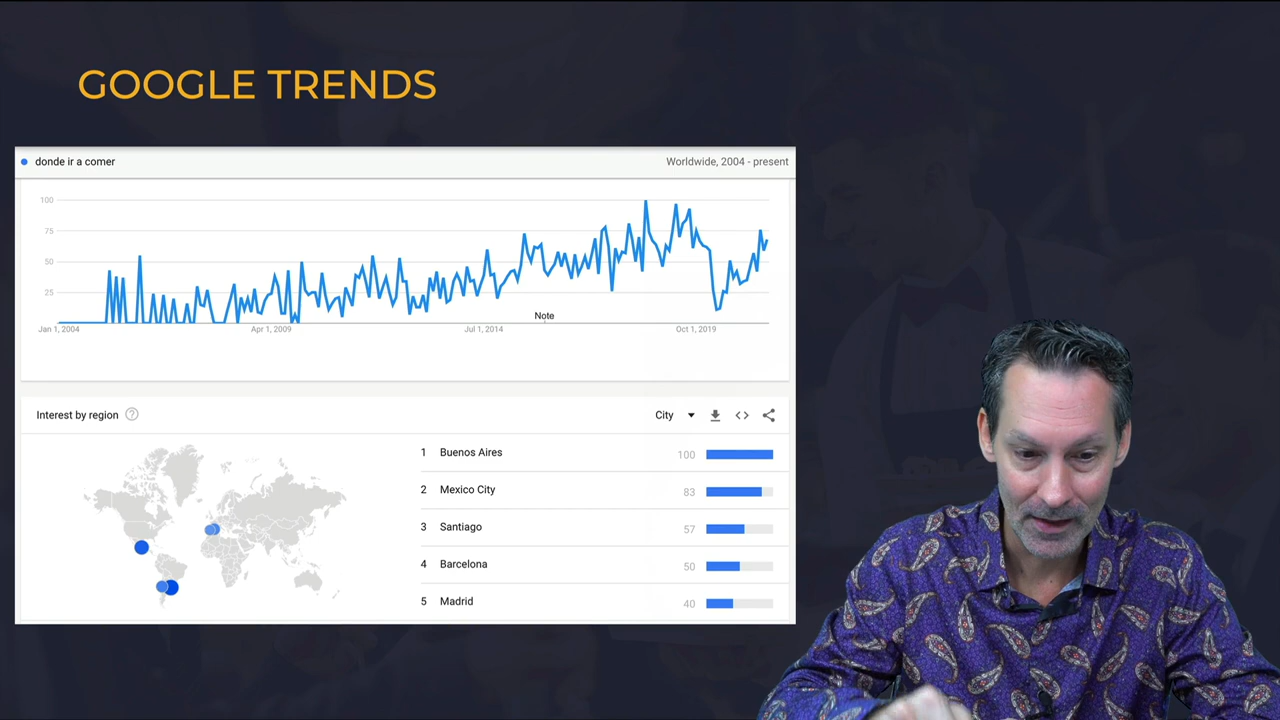 GOOGLE TRENDS
donde ir a comer
Worldwide, 2004 - present
100
75
50
25
Note
Jan 1, 2004
Apr 1, 2009
Jul 1, 2014
Oct 1, 2019
Interest by region
City
1 Buenos Aires 100
2 Mexico City 83
3 Santiago 57
4 Barcelona 50
5 Madrid 40